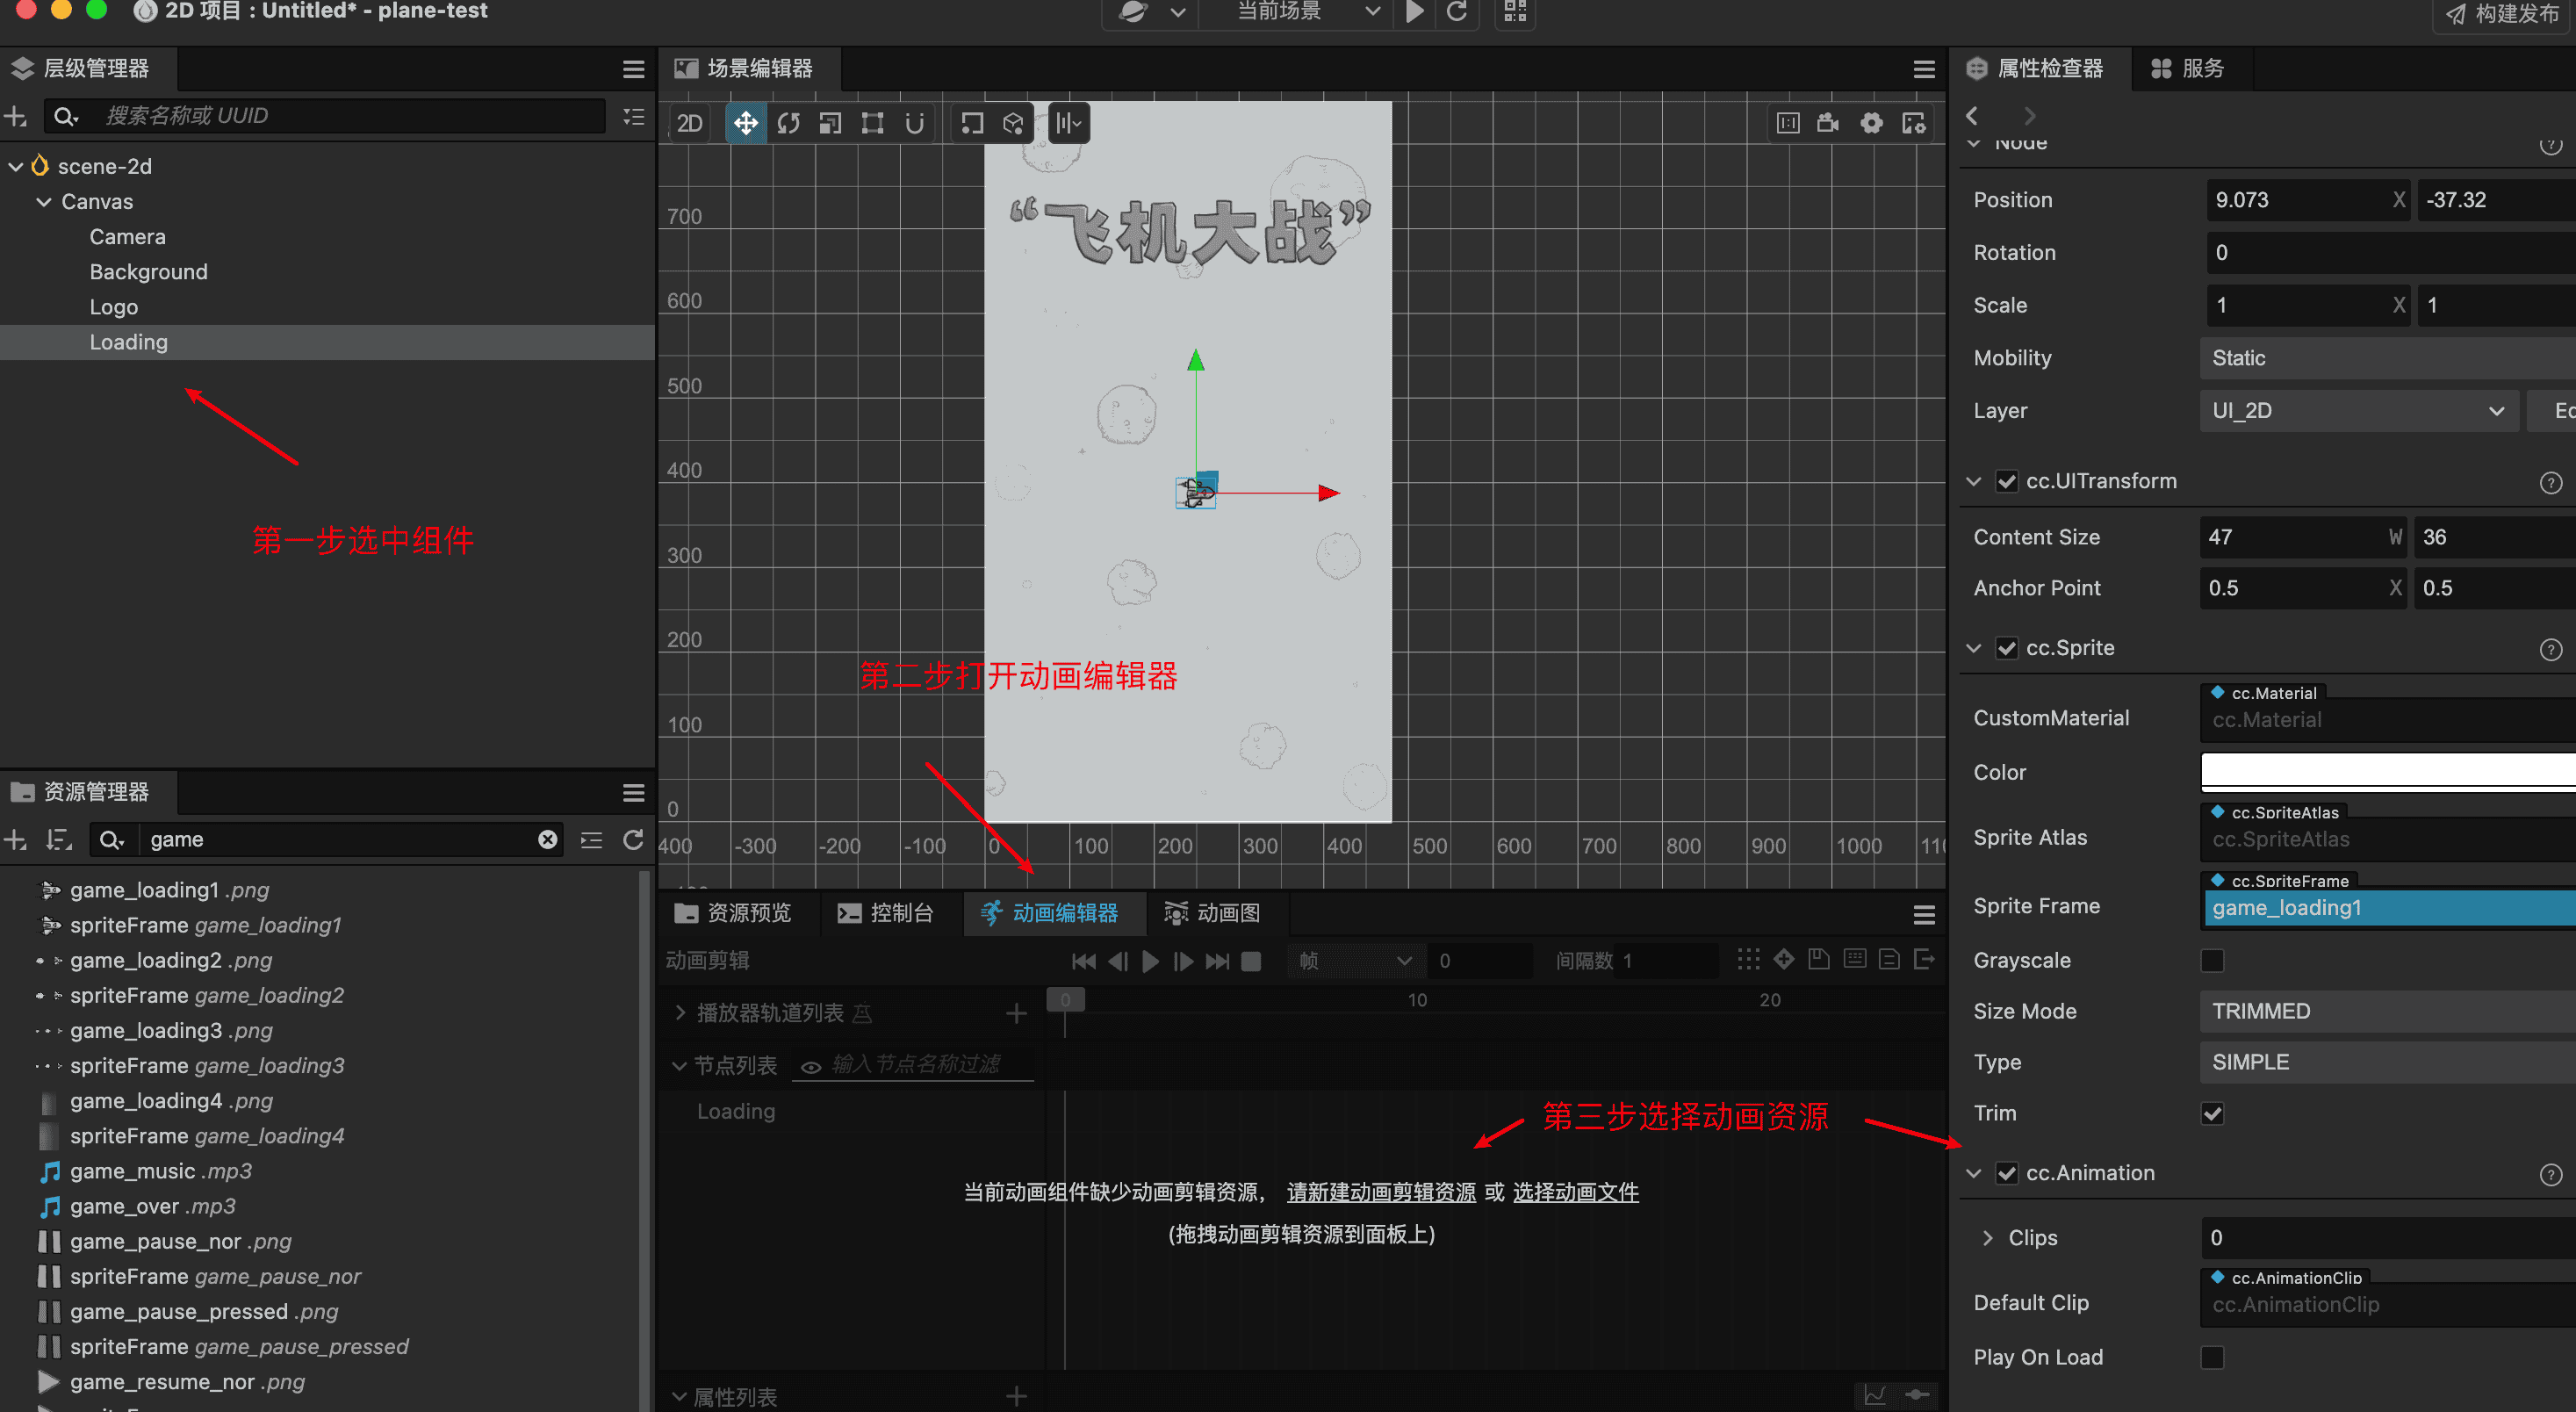 2D 项目 : Untitled* - plane-test
当前场景
构建发布
层级管理器
搜索名称或 UUID
scene-2d
Canvas
Camera
Background
Logo
Loading
第一步选中组件
资源管理器
game
game_loading1 .png
spriteFrame game_loading1
game_loading2 .png
spriteFrame game_loading2
game_loading3 .png
spriteFrame game_loading3
game_loading4 .png
spriteFrame game_loading4
game_music .mp3
game_over .mp3
game_pause_nor .png
spriteFrame game_pause_nor
game_pause_pressed .png
spriteFrame game_pause_pressed
game_resume_nor .png
场景编辑器
2D
“飞机大战”
700
600
500
400
300
200
第二步打开动画编辑器
100
0
400 -300 -200 -100 0 100 200 300 400 500 600 700 800 900 1000 110
资源预览 控制台 动画编辑器 动画图
动画剪辑 帧 0 间隔数 1
播放器轨道列表 0 10 20
节点列表 输入节点名称过滤
Loading
第三步选择动画资源
当前动画组件缺少动画剪辑资源， 请新建动画剪辑资源 或 选择动画文件
(拖拽动画剪辑资源到面板上)
属性列表
属性检查器 服务
Node
Position 9.073 X -37.32
Rotation 0
Scale 1 X 1
Mobility Static
Layer UI_2D Ed
cc.UITransform
Content Size 47 W 36
Anchor Point 0.5 X 0.5
cc.Sprite
cc.Material
CustomMaterial cc.Material
Color
cc.SpriteAtlas
Sprite Atlas cc.SpriteAtlas
cc.SpriteFrame
Sprite Frame game_loading1
Grayscale
Size Mode TRIMMED
Type SIMPLE
Trim
cc.Animation
Clips 0
cc.AnimationClip
Default Clip cc.AnimationClip
Play On Load